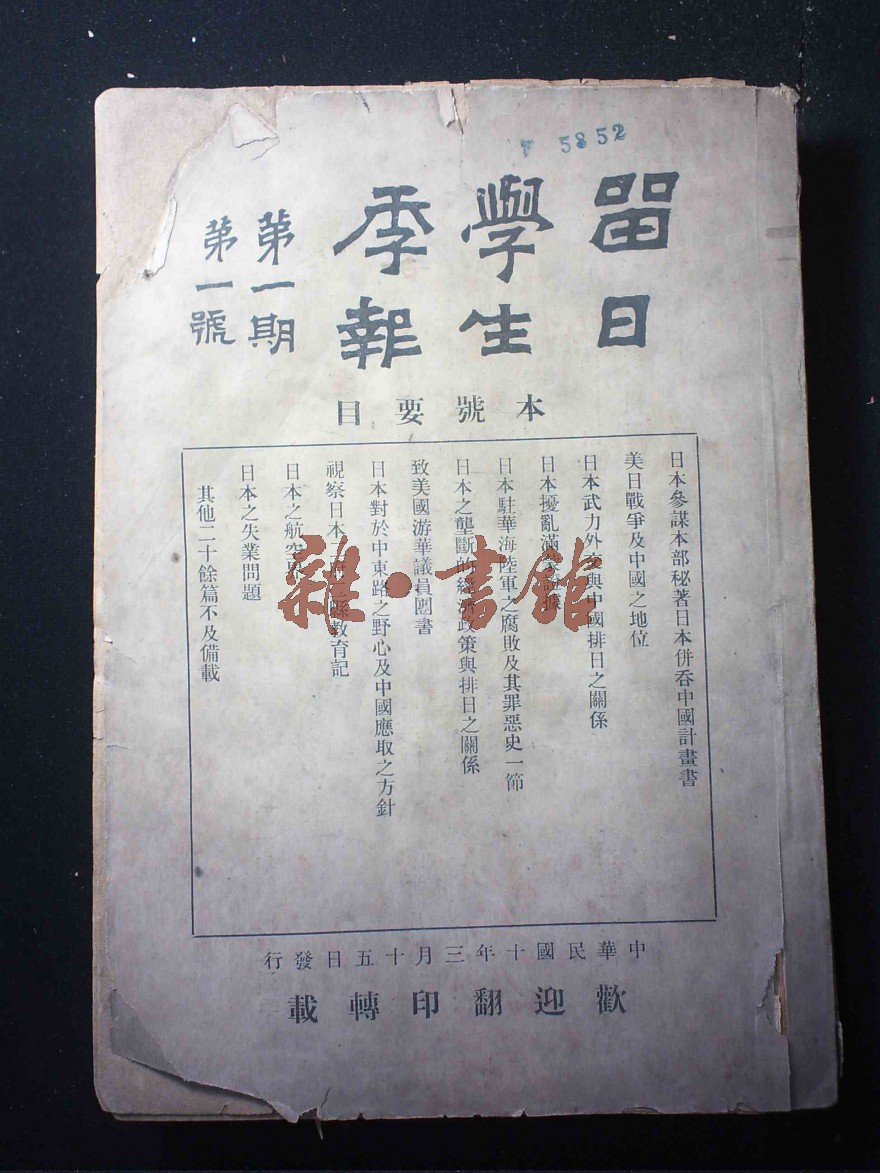 5852
留日
學生
季報
第一期
第一號
本號要目
日本參謀本部秘著日本併吞中國計畫書
美日戰爭及中國之地位
日本武力外交與中國排日之關係
日本擾亂滿
日本駐華海陸軍之腐敗及其罪惡史一節
日本之壟斷的經濟政策與排日之關係
致美國游華議員團書
日本對於中東路之野心及中國應取之方針
視察日本縣教育記
日本之航空界
日本之失業問題
其他二十餘篇不及備載
雜·書館
中華民國十年三月十五日發行
歡迎翻印轉載